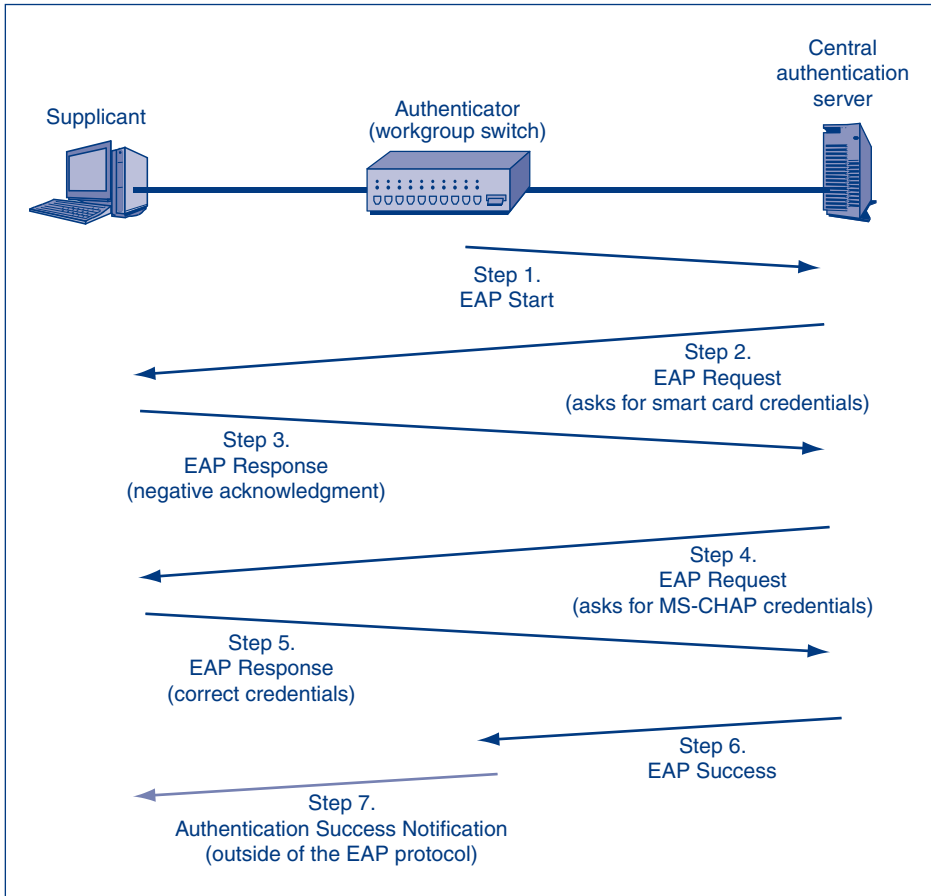 Central
authentication
server
Supplicant
Authenticator
(workgroup switch)
Step 1.
EAP Start
Step 2.
EAP Request
(asks for smart card credentials)
Step 3.
EAP Response
(negative acknowledgment)
Step 4.
EAP Request
(asks for MS-CHAP credentials)
Step 5.
EAP Response
(correct credentials)
Step 6.
EAP Success
Step 7.
Authentication Success Notification
(outside of the EAP protocol)